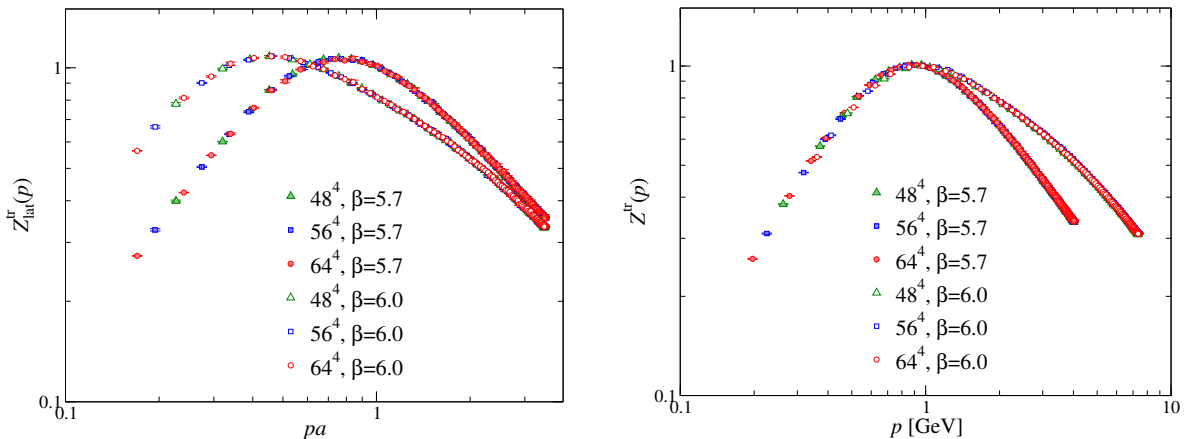 Z^tr_lat(p)
1
0.1
48^4, β=5.7
56^4, β=5.7
64^4, β=5.7
48^4, β=6.0
56^4, β=6.0
64^4, β=6.0
0.1
1
pa
Z^tr(p)
1
0.1
48^4, β=5.7
56^4, β=5.7
64^4, β=5.7
48^4, β=6.0
56^4, β=6.0
64^4, β=6.0
0.1
1
10
p [GeV]